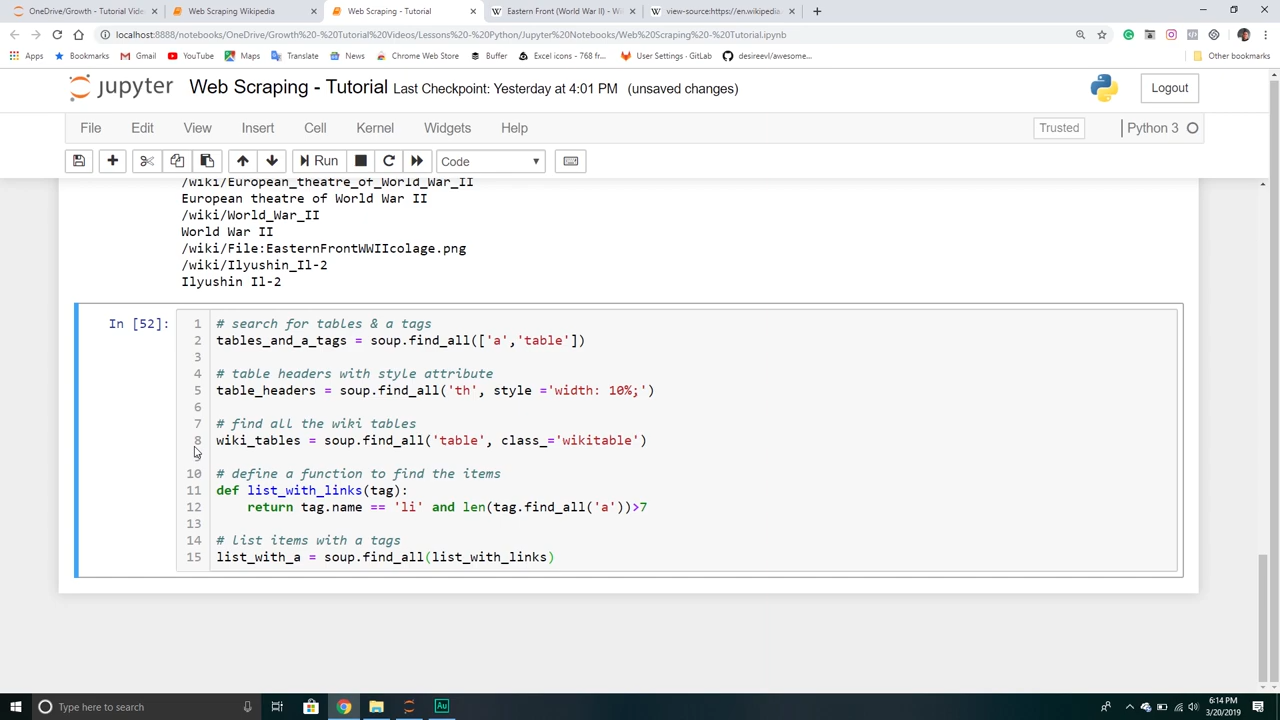 OneDrive/Growth - Tutorial Vide
Web Scraping Wikipedia
Web Scraping - Tutorial
Eastern Front (World War II) - Wi
view-source:https://en.wikipedia.
localhost:8888/notebooks/OneDrive/Growth%20-%20Tutorial%20Videos/Lessons%20-%20Python/Jupyter%20Notebooks/Web%20Scraping%20-%20Tutorial.ipynb
Apps Bookmarks Gmail YouTube Maps Translate News Chrome Web Store Buffer Excel icons - 768 fr... User Settings · GitLab desireevl/awesome... Other bookmarks
jupyter Web Scraping - Tutorial Last Checkpoint: Yesterday at 4:01 PM (unsaved changes) Logout
File Edit View Insert Cell Kernel Widgets Help Trusted Python 3
Run Code
/wiki/European_theatre_of_World_War_II
European theatre of World War II
/wiki/World_War_II
World War II
/wiki/File:EasternFrontWWIIcolage.png
/wiki/Ilyushin_Il-2
Ilyushin Il-2
In [52]: 1 # search for tables & a tags
2 tables_and_a_tags = soup.find_all(['a','table'])
3
4 # table headers with style attribute
5 table_headers = soup.find_all('th', style ='width: 10%;')
6
7 # find all the wiki tables
8 wiki_tables = soup.find_all('table', class_='wikitable')
9
10 # define a function to find the items
11 def list_with_links(tag):
12 return tag.name == 'li' and len(tag.find_all('a'))>7
13
14 # list items with a tags
15 list_with_a = soup.find_all(list_with_links)
Type here to search
Au
6:14 PM
3/20/2019